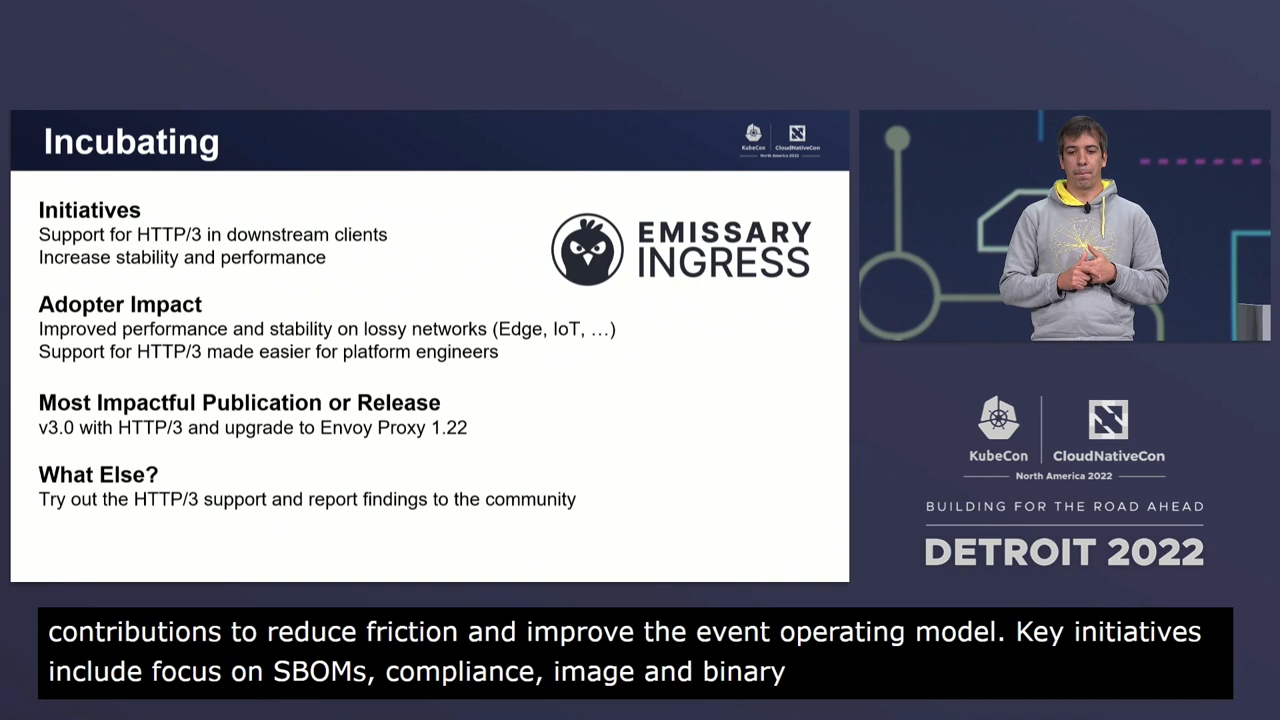 Incubating
KubeCon
CloudNativeCon
North America 2022
Initiatives
Support for HTTP/3 in downstream clients
Increase stability and performance
EMISSARY
INGRESS
Adopter Impact
Improved performance and stability on lossy networks (Edge, IoT, …)
Support for HTTP/3 made easier for platform engineers
Most Impactful Publication or Release
v3.0 with HTTP/3 and upgrade to Envoy Proxy 1.22
What Else?
Try out the HTTP/3 support and report findings to the community
KubeCon
CloudNativeCon
North America 2022
BUILDING FOR THE ROAD AHEAD
DETROIT 2022
contributions to reduce friction and improve the event operating model. Key initiatives
include focus on SBOMs, compliance, image and binary